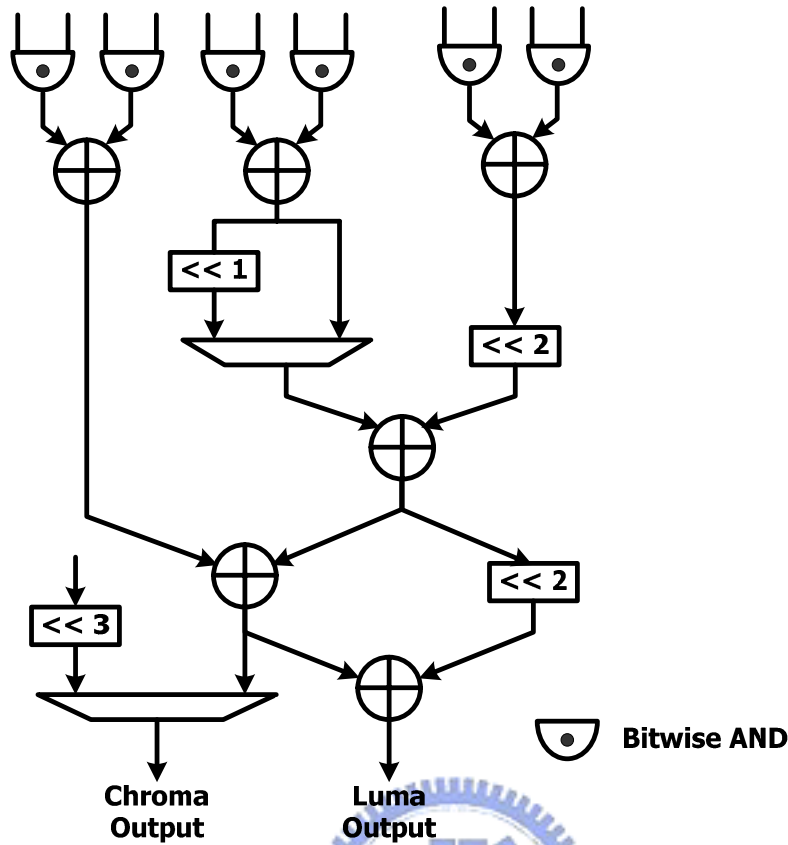 << 1
<< 2
<< 2
<< 3
Bitwise AND
Chroma
Output
Luma
Output